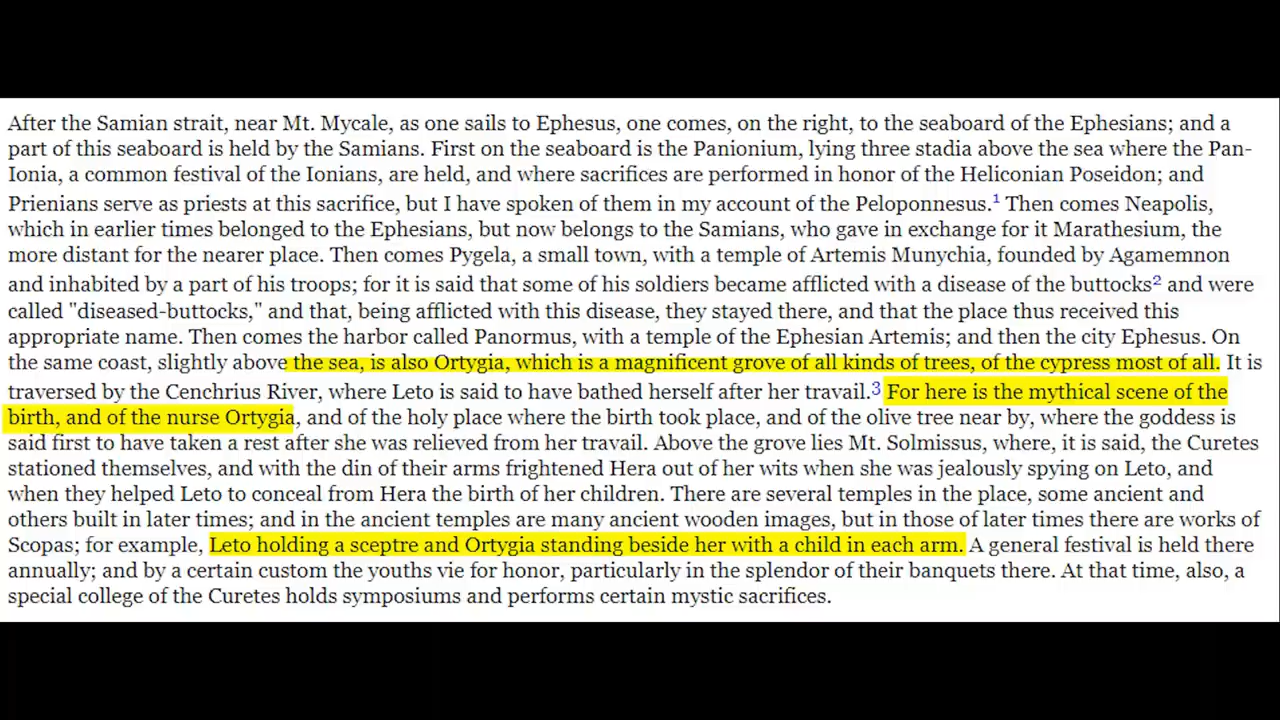 After the Samian strait, near Mt. Mycale, as one sails to Ephesus, one comes, on the right, to the seaboard of the Ephesians; and a
part of this seaboard is held by the Samians. First on the seaboard is the Panionium, lying three stadia above the sea where the Pan-
Ionia, a common festival of the Ionians, are held, and where sacrifices are performed in honor of the Heliconian Poseidon; and
Prienians serve as priests at this sacrifice, but I have spoken of them in my account of the Peloponnesus.1 Then comes Neapolis,
which in earlier times belonged to the Ephesians, but now belongs to the Samians, who gave in exchange for it Marathesium, the
more distant for the nearer place. Then comes Pygela, a small town, with a temple of Artemis Munychia, founded by Agamemnon
and inhabited by a part of his troops; for it is said that some of his soldiers became afflicted with a disease of the buttocks2 and were
called "diseased-buttocks," and that, being afflicted with this disease, they stayed there, and that the place thus received this
appropriate name. Then comes the harbor called Panormus, with a temple of the Ephesian Artemis; and then the city Ephesus. On
the same coast, slightly above the sea, is also Ortygia, which is a magnificent grove of all kinds of trees, of the cypress most of all. It is
traversed by the Cenchrius River, where Leto is said to have bathed herself after her travail.3 For here is the mythical scene of the
birth, and of the nurse Ortygia, and of the holy place where the birth took place, and of the olive tree near by, where the goddess is
said first to have taken a rest after she was relieved from her travail. Above the grove lies Mt. Solmissus, where, it is said, the Curetes
stationed themselves, and with the din of their arms frightened Hera out of her wits when she was jealously spying on Leto, and
when they helped Leto to conceal from Hera the birth of her children. There are several temples in the place, some ancient and
others built in later times; and in the ancient temples are many ancient wooden images, but in those of later times there are works of
Scopas; for example, Leto holding a sceptre and Ortygia standing beside her with a child in each arm. A general festival is held there
annually; and by a certain custom the youths vie for honor, particularly in the splendor of their banquets there. At that time, also, a
special college of the Curetes holds symposiums and performs certain mystic sacrifices.